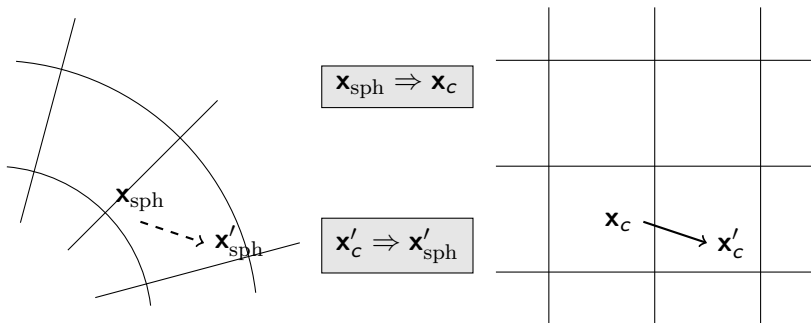 𝐱_sph ⇒ 𝐱_c
𝐱_sph
𝐱′_sph
𝐱′_c ⇒ 𝐱′_sph
𝐱_c
𝐱′_c